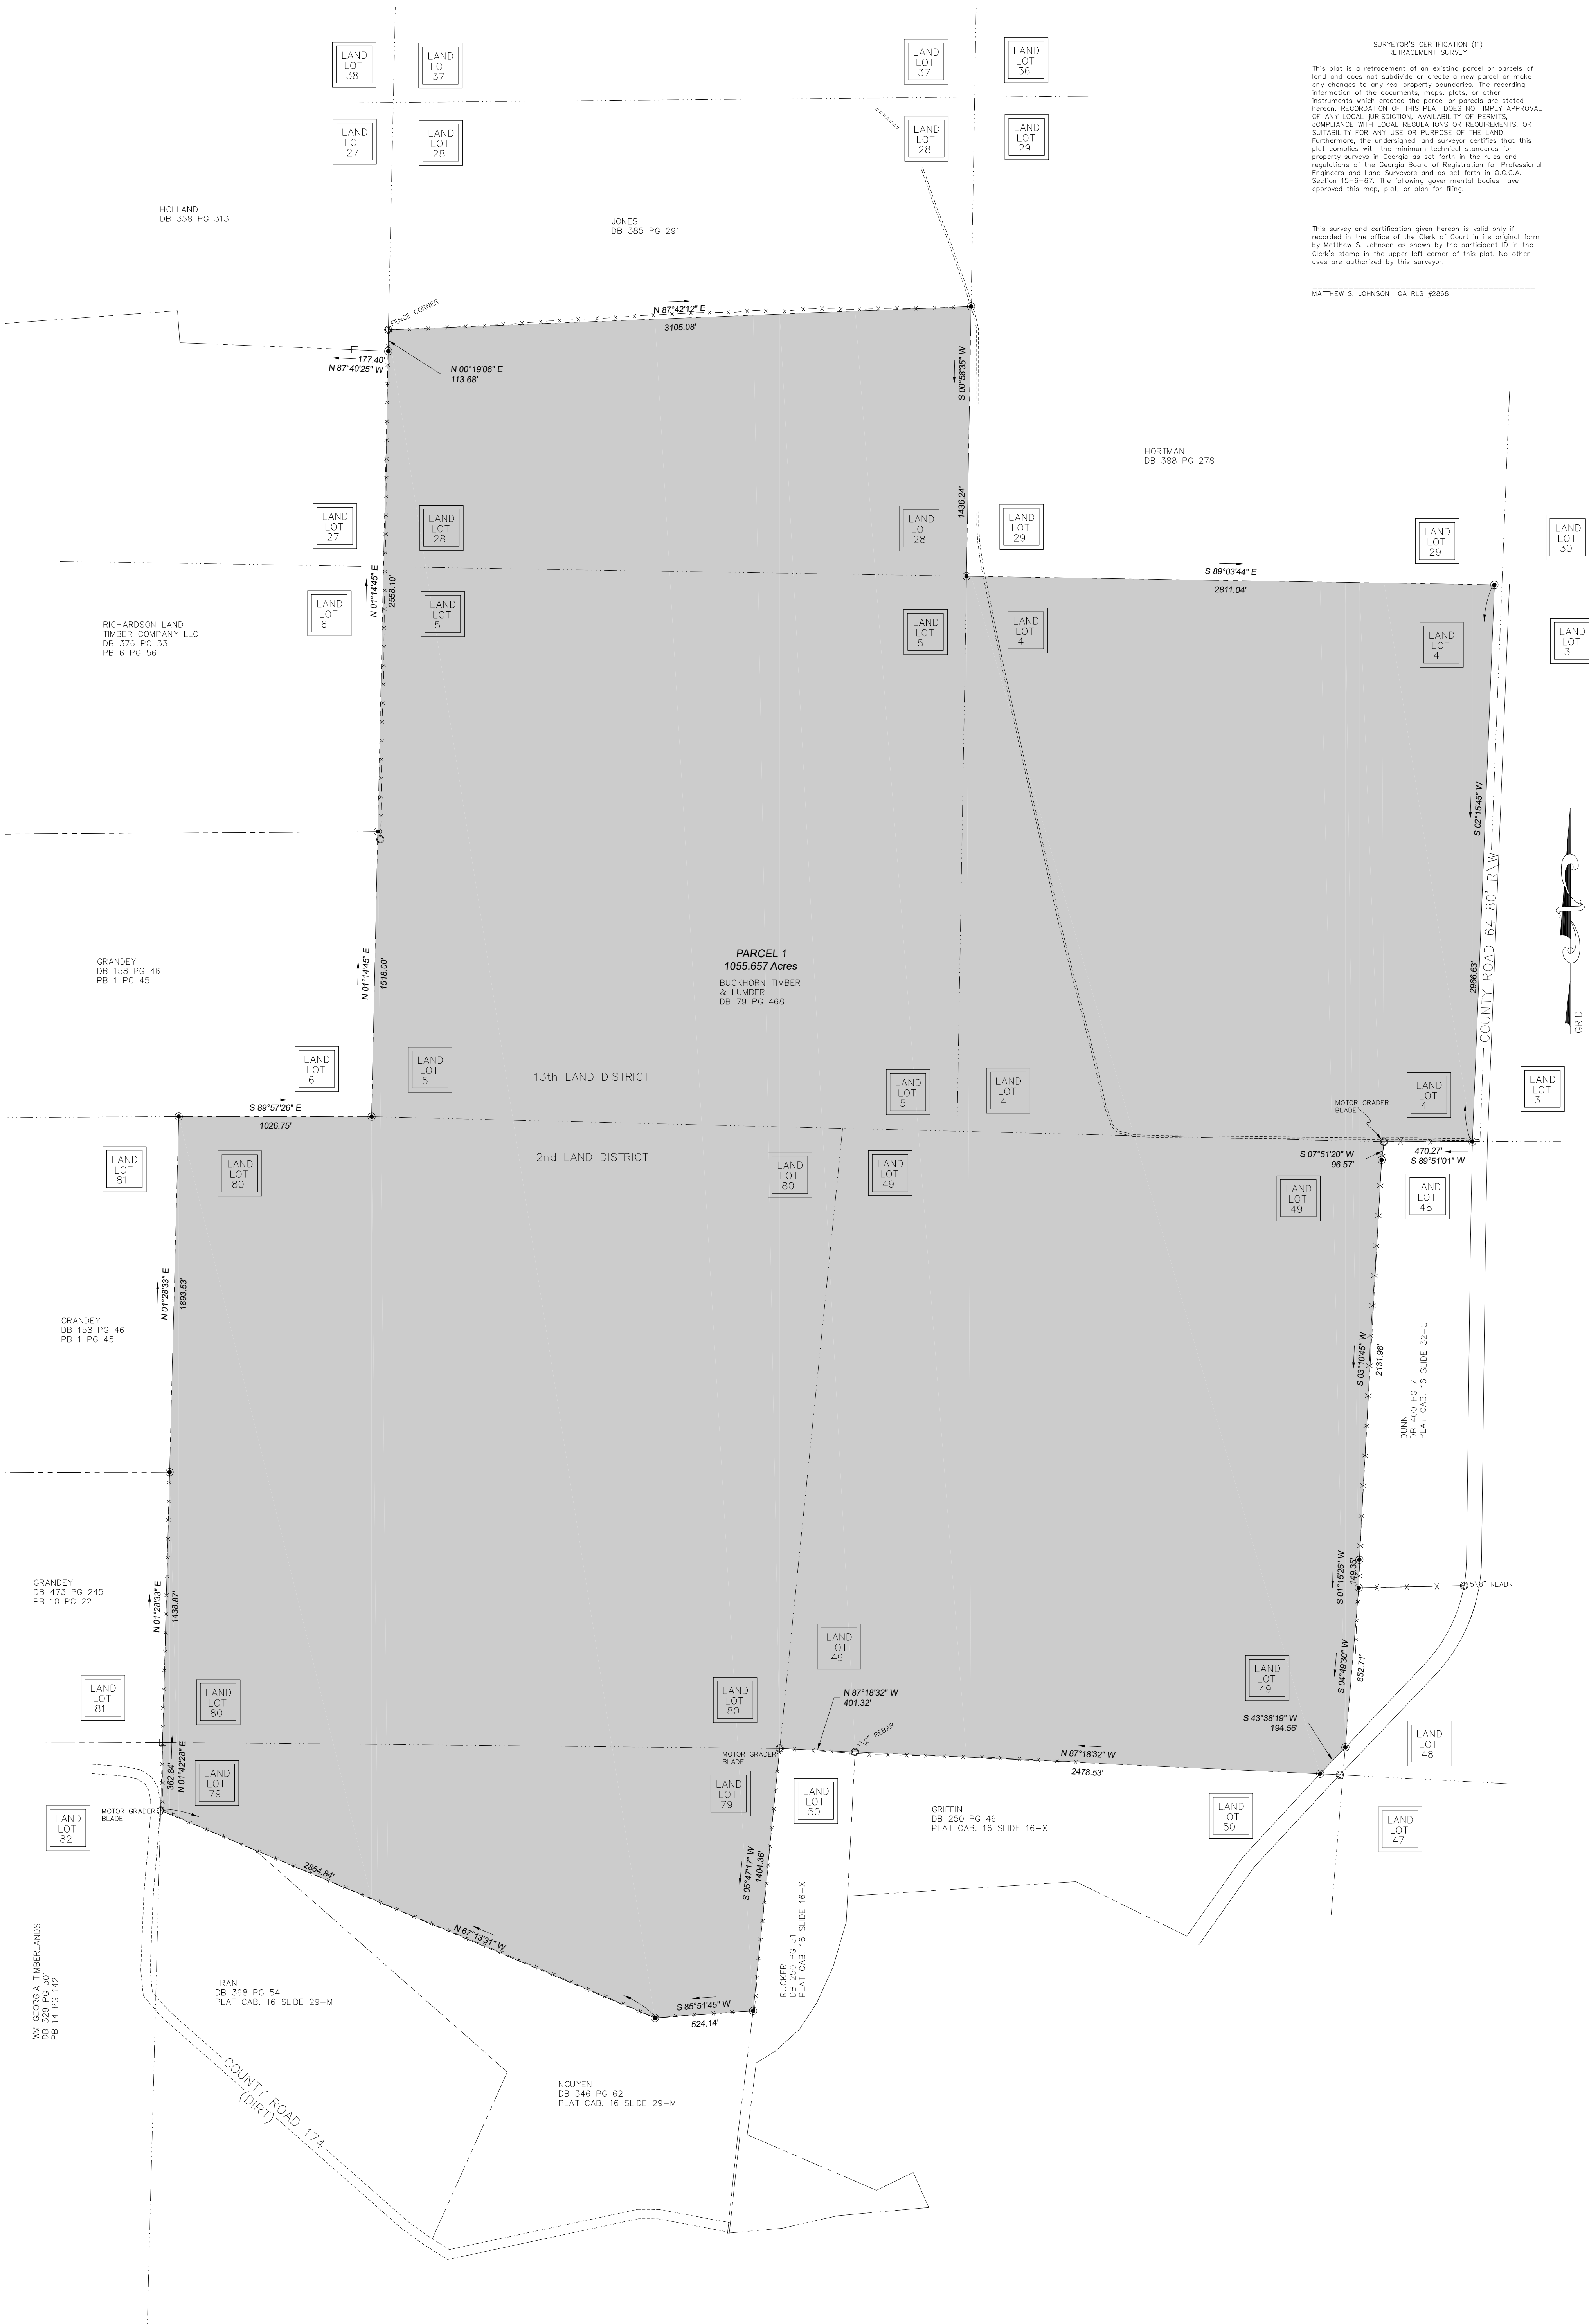 LAND
LOT
38
LAND
LOT
37
LAND
LOT
37
LAND
LOT
36
SURYEYOR'S CERTIFICATION (III)
RETRACEMENT SURVEY
This plat is a retracement of an existing parcel or parcels of
land and does not subdivide or create a new parcel or make
any changes to any real property boundaries. The recording
information of the documents, maps, plats, or other
instruments which created the parcel or parcels are stated
hereon. RECORDATION OF THIS PLAT DOES NOT IMPLY APPROVAL
OF ANY LOCAL jURISDICTION, AVAILABILITY OF PERMITS,
cOMPLIANCE WITH LOCAL REGULATIONS OR REQUIREMENTS, OR
SUITABILITY FOR ANY USE OR PURPOSE OF THE LAND.
Furthermore, the undersigned land surveyor certifies that this
plat complies with the minimum technical standards for
property surveys in Georgia as set forth in the rules and
regulations of the Georgia Board of Registration for Professional
Engineers and Land Surveyors and as set forth in O.C.G.A.
Section 15-6-67. The following governmental bodies have
approved this map, plat, or plan for filing:
This survey and certification given hereon is valid only if
recorded in the office of the Clerk of Court in its original form
by Matthew S. Johnson as shown by the participant ID in the
Clerk's stamp in the upper left corner of this plat. No other
uses are authorized by this surveyor.
MATTHEW S. JOHNSON GA RLS #2868
LAND
LOT
27
LAND
LOT
28
LAND
LOT
28
LAND
LOT
29
HOLLAND
DB 358 PG 313
JONES
DB 385 PG 291
FENCE CORNER
N 87°42'12" E
3105.08'
177.40'
N 87°40'25" W
N 00°19'06" E
113.68'
S 00°58'35" W
1436.24'
HORTMAN
DB 388 PG 278
LAND
LOT
27
LAND
LOT
28
LAND
LOT
28
LAND
LOT
29
LAND
LOT
29
LAND
LOT
30
N 01°14'45" E
2558.10'
S 89°03'44" E
2811.04'
LAND
LOT
6
LAND
LOT
5
LAND
LOT
5
LAND
LOT
4
LAND
LOT
4
LAND
LOT
3
RICHARDSON LAND
TIMBER COMPANY LLC
DB 376 PG 33
PB 6 PG 56
S 02°15'45" W
2966.63'
COUNTY ROAD 64 80' R\W
GRID
GRANDEY
DB 158 PG 46
PB 1 PG 45
N 01°14'45" E
1518.00'
PARCEL 1
1055.657 Acres
BUCKHORN TIMBER
& LUMBER
DB 79 PG 468
LAND
LOT
6
LAND
LOT
5
13th LAND DISTRICT
LAND
LOT
5
LAND
LOT
4
LAND
LOT
4
LAND
LOT
3
MOTOR GRADER
BLADE
S 89°57'26" E
1026.75'
2nd LAND DISTRICT
S 07°51'20" W
96.57'
470.27'
S 89°51'01" W
LAND
LOT
81
LAND
LOT
80
LAND
LOT
80
LAND
LOT
49
LAND
LOT
49
LAND
LOT
48
N 01°28'33" E
1893.53'
GRANDEY
DB 158 PG 46
PB 1 PG 45
S 03°10'45" W
2131.98'
DUNN
DB 400 PG 7
PLAT CAB. 16 SLIDE 32-U
GRANDEY
DB 473 PG 245
PB 10 PG 22
N 01°28'33" E
1438.87'
S 01°15'26" W
149.35'
5\8" REABR
S 04°49'30" W
852.71'
LAND
LOT
81
LAND
LOT
80
LAND
LOT
80
LAND
LOT
49
LAND
LOT
49
LAND
LOT
48
N 87°18'32" W
401.32'
1\2" REBAR
S 43°38'19" W
194.56'
MOTOR GRADER
BLADE
N 87°18'32" W
2478.53'
362.84'
N 01°42'28" E
LAND
LOT
79
LAND
LOT
79
LAND
LOT
50
LAND
LOT
50
LAND
LOT
47
LAND
LOT
82
MOTOR GRADER
BLADE
GRIFFIN
DB 250 PG 46
PLAT CAB. 16 SLIDE 16-X
2854.84'
N 67°13'31" W
S 05°47'17" W
1404.36'
RUCKER
DB 250 PG 51
PLAT CAB. 16 SLIDE 16-X
S 85°51'45" W
524.14'
WM GEORGIA TIMBERLANDS
DB 329 PG 301
PB 14 PG 142
TRAN
DB 398 PG 54
PLAT CAB. 16 SLIDE 29-M
NGUYEN
DB 346 PG 62
PLAT CAB. 16 SLIDE 29-M
COUNTY ROAD 174
(DIRT)